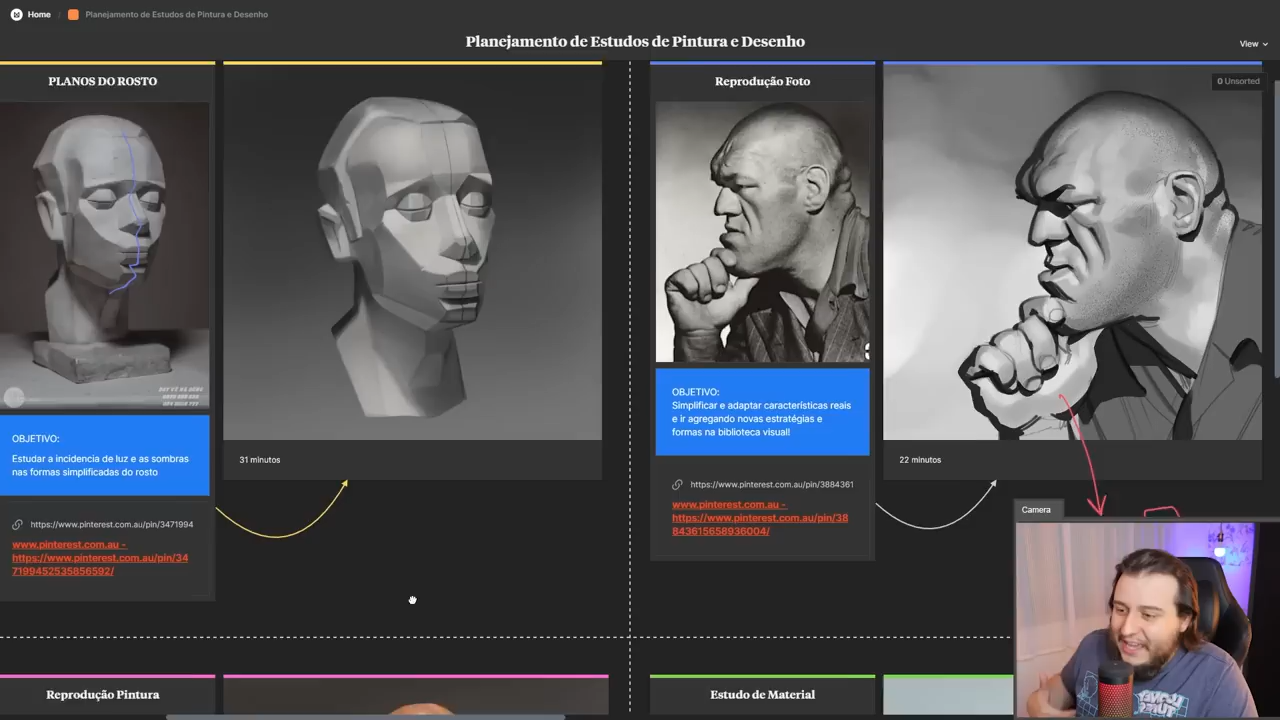 Home / Planejamento de Estudos de Pintura e Desenho
Planejamento de Estudos de Pintura e Desenho
View
0 Unsorted
PLANOS DO ROSTO
OBJETIVO:
Estudar a incidencia de luz e as sombras
nas formas simplificadas do rosto
https://www.pinterest.com.au/pin/3471994
www.pinterest.com.au -
https://www.pinterest.com.au/pin/34
7199452535856592/
31 minutos
Reprodução Foto
OBJETIVO:
Simplificar e adaptar características reais
e ir agregando novas estratégias e
formas na biblioteca visual!
https://www.pinterest.com.au/pin/3884361
www.pinterest.com.au -
https://www.pinterest.com.au/pin/38
8436156589​36004/
22 minutos
Camera
Reprodução Pintura
Estudo de Material